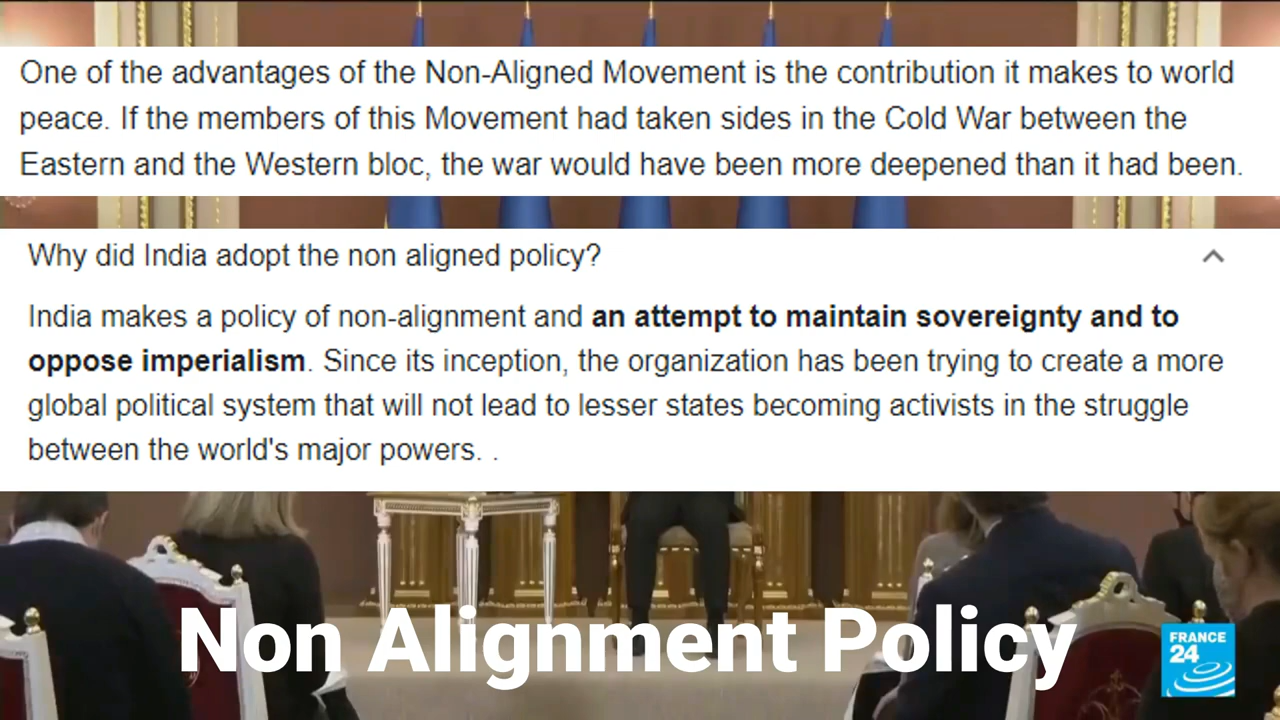 One of the advantages of the Non-Aligned Movement is the contribution it makes to world
peace. If the members of this Movement had taken sides in the Cold War between the
Eastern and the Western bloc, the war would have been more deepened than it had been.
Why did India adopt the non aligned policy?
India makes a policy of non-alignment and an attempt to maintain sovereignty and to
oppose imperialism. Since its inception, the organization has been trying to create a more
global political system that will not lead to lesser states becoming activists in the struggle
between the world's major powers. .
Non Alignment Policy
FRANCE
24